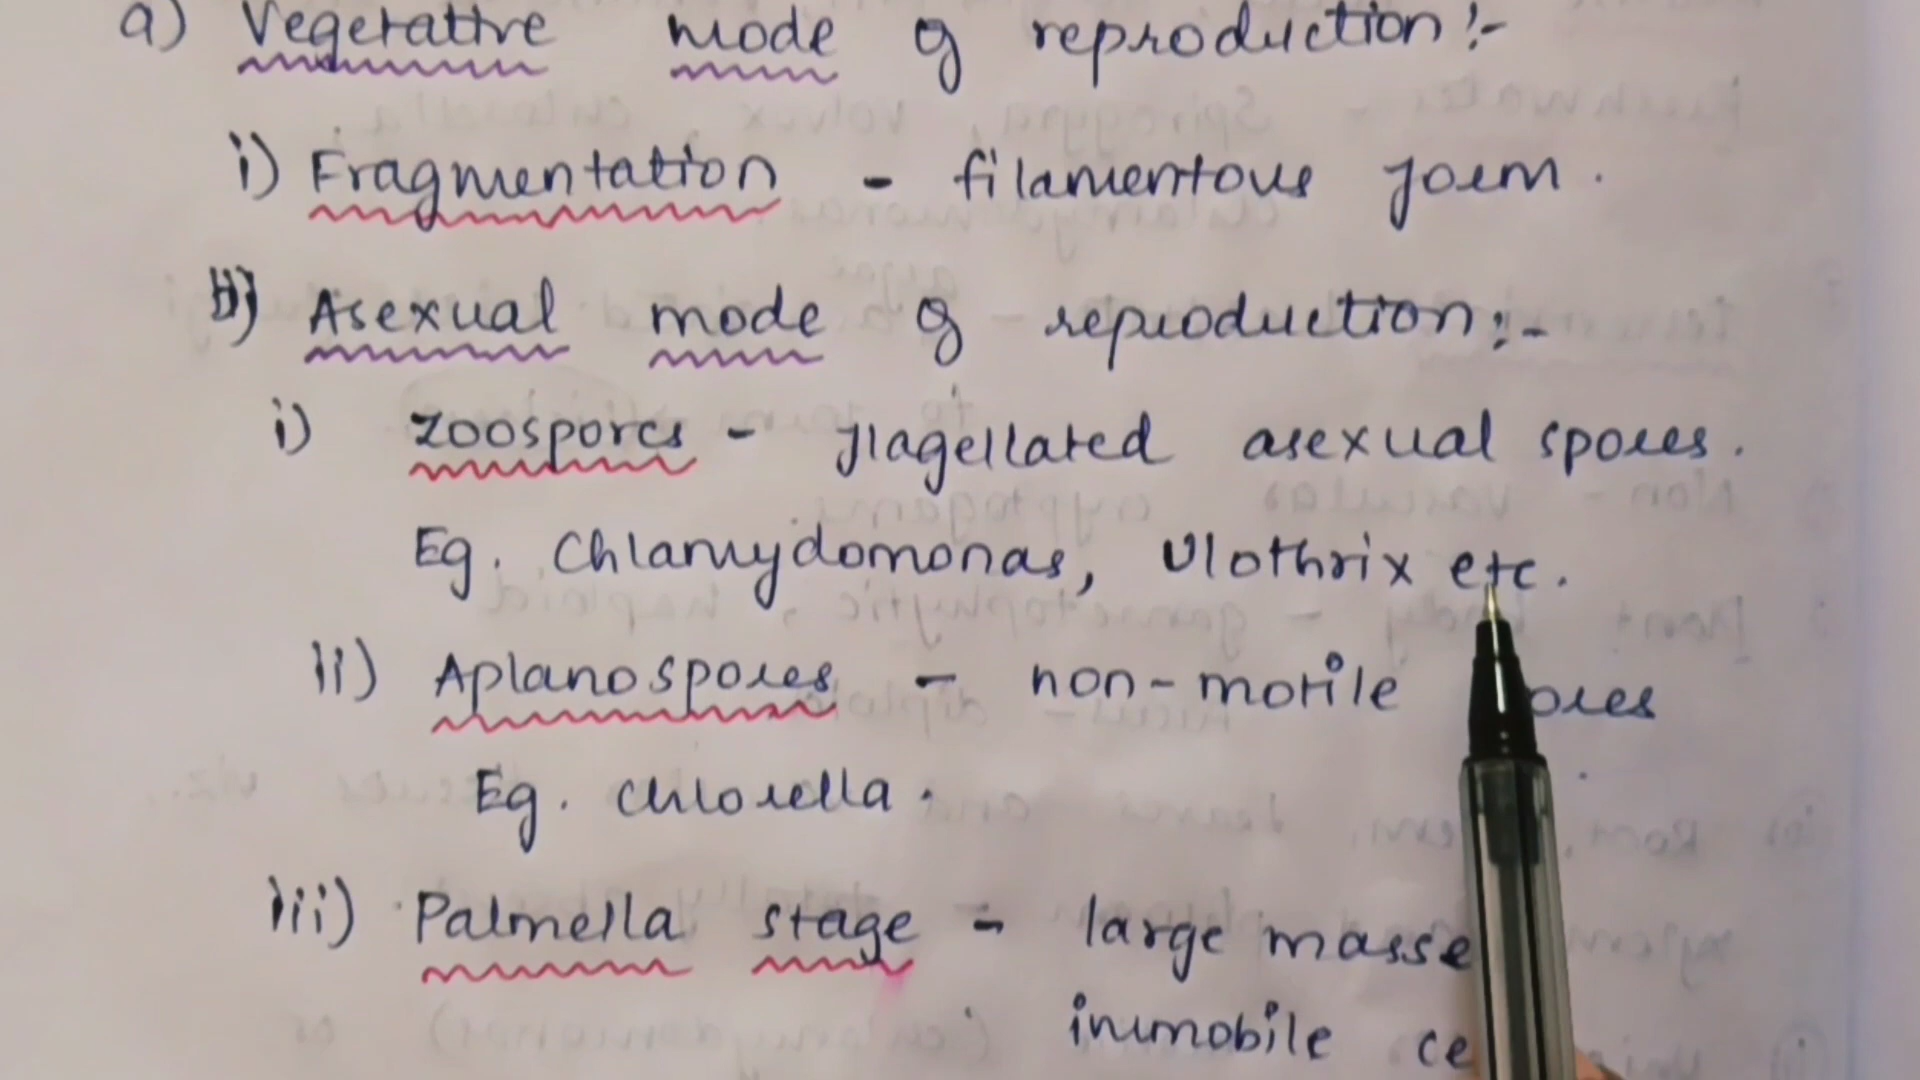 a) Vegetative mode of reproduction:-
i) Fragmentation - filamentous form.
b) Asexual mode of reproduction:-
i) Zoospores - flagellated asexual spores.
Eg. Chlamydomonas, Ulothrix etc.
ii) Aplanospores - non-motile
Eg. Chlorella.
iii) Palmella stage - large masse
immobile ce